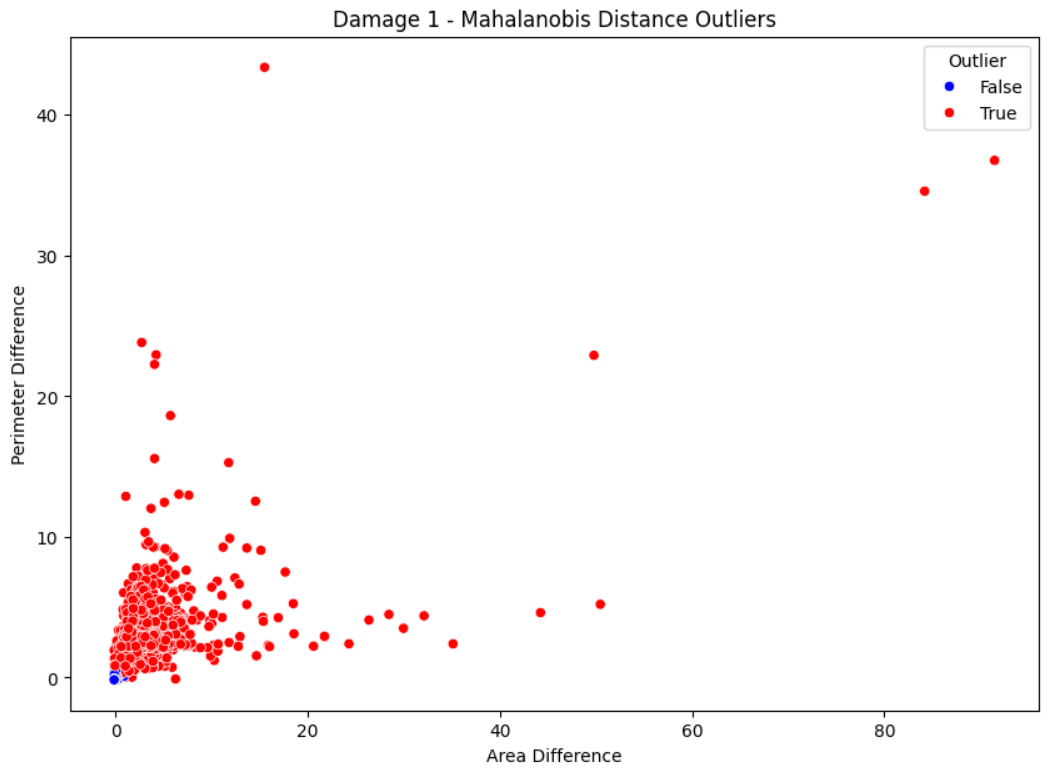 Damage 1 - Mahalanobis Distance Outliers
Outlier
False
True
Perimeter Difference
40
30
20
10
0
0 20 40 60 80
Area Difference